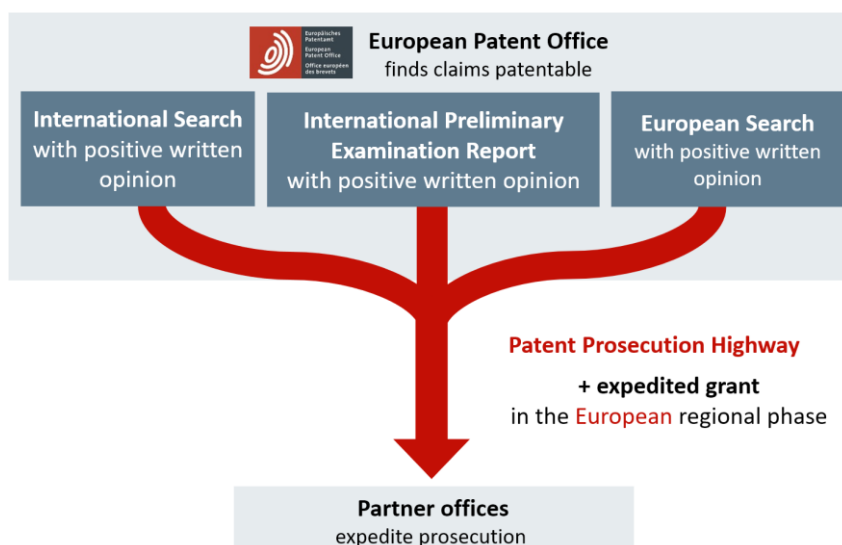 Europäisches
Patentamt
European
Patent Office
Office européen
des brevets
European Patent Office
finds claims patentable
International Search
with positive written
opinion
International Preliminary
Examination Report
with positive written opinion
European Search
with positive written
opinion
Patent Prosecution Highway
+ expedited grant
in the European regional phase
Partner offices
expedite prosecution